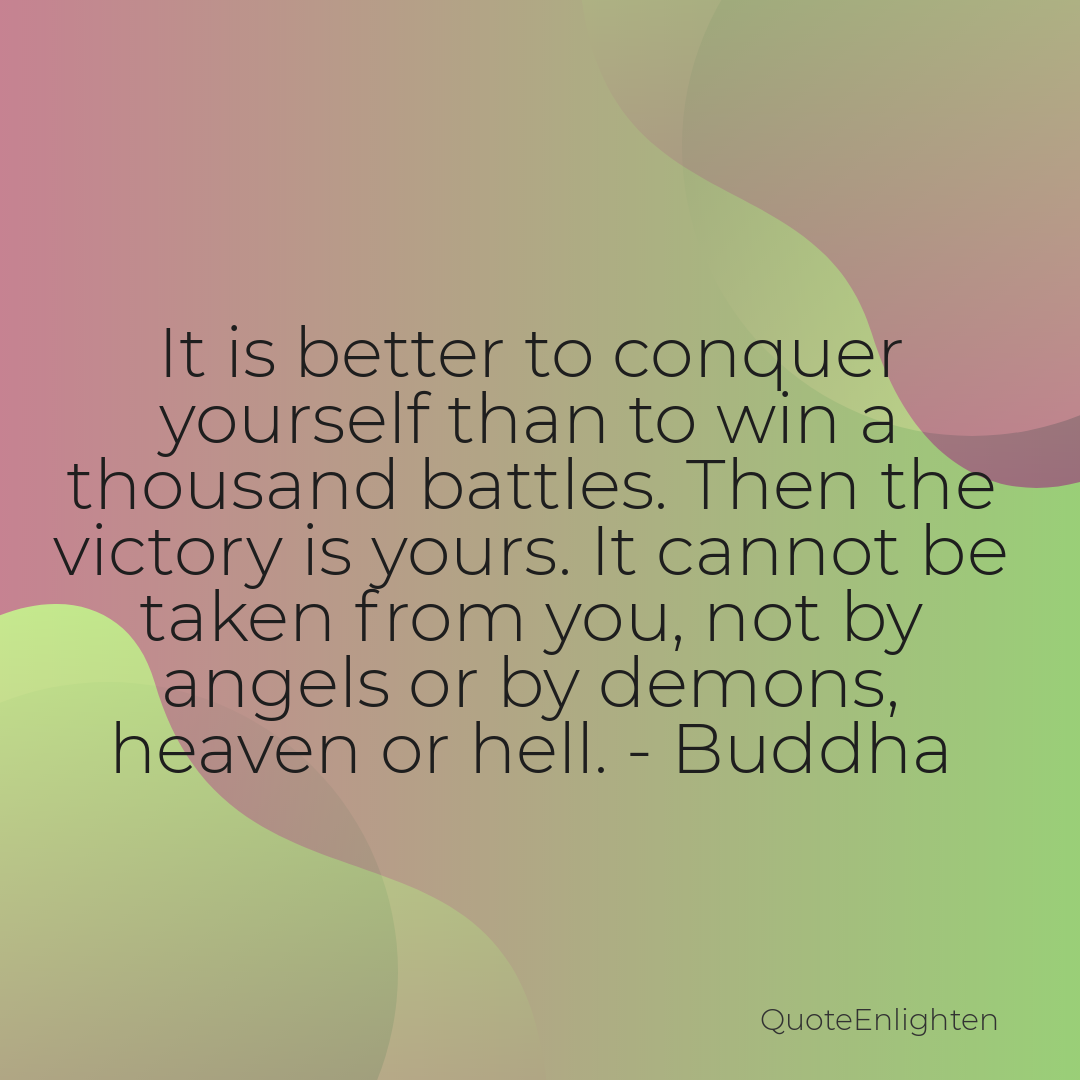 It is better to conquer
yourself than to win a
thousand battles. Then the
victory is yours. It cannot be
taken from you, not by
angels or by demons,
heaven or hell. - Buddha
QuoteEnlighten